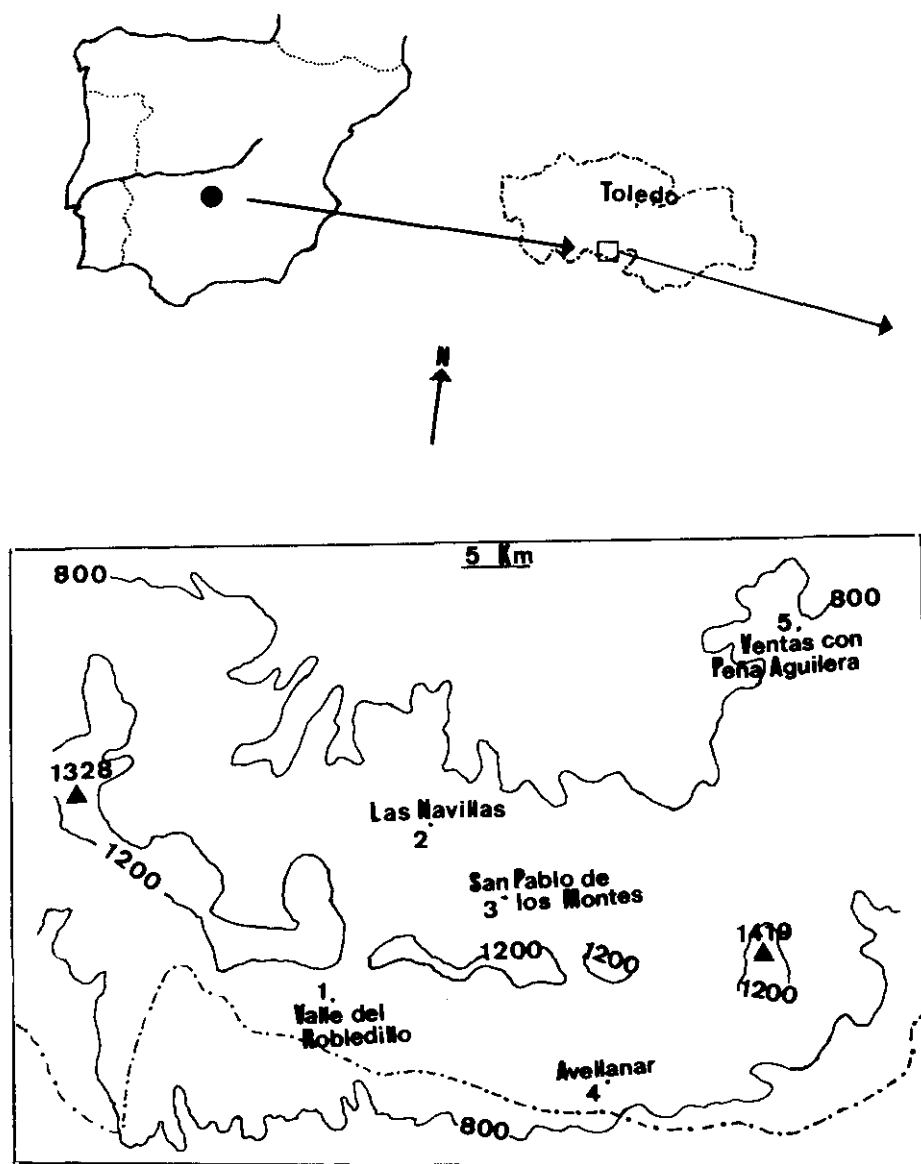 Toledo
N
5 Km
800
800
5.
Ventas con
Peña Aguilera
1328
Las Navillas
2.
1200
San Pablo de
3. los Montes
1200
1200
1419
1200
1.
Valle del
Robledillo
Avellanar
4.
800